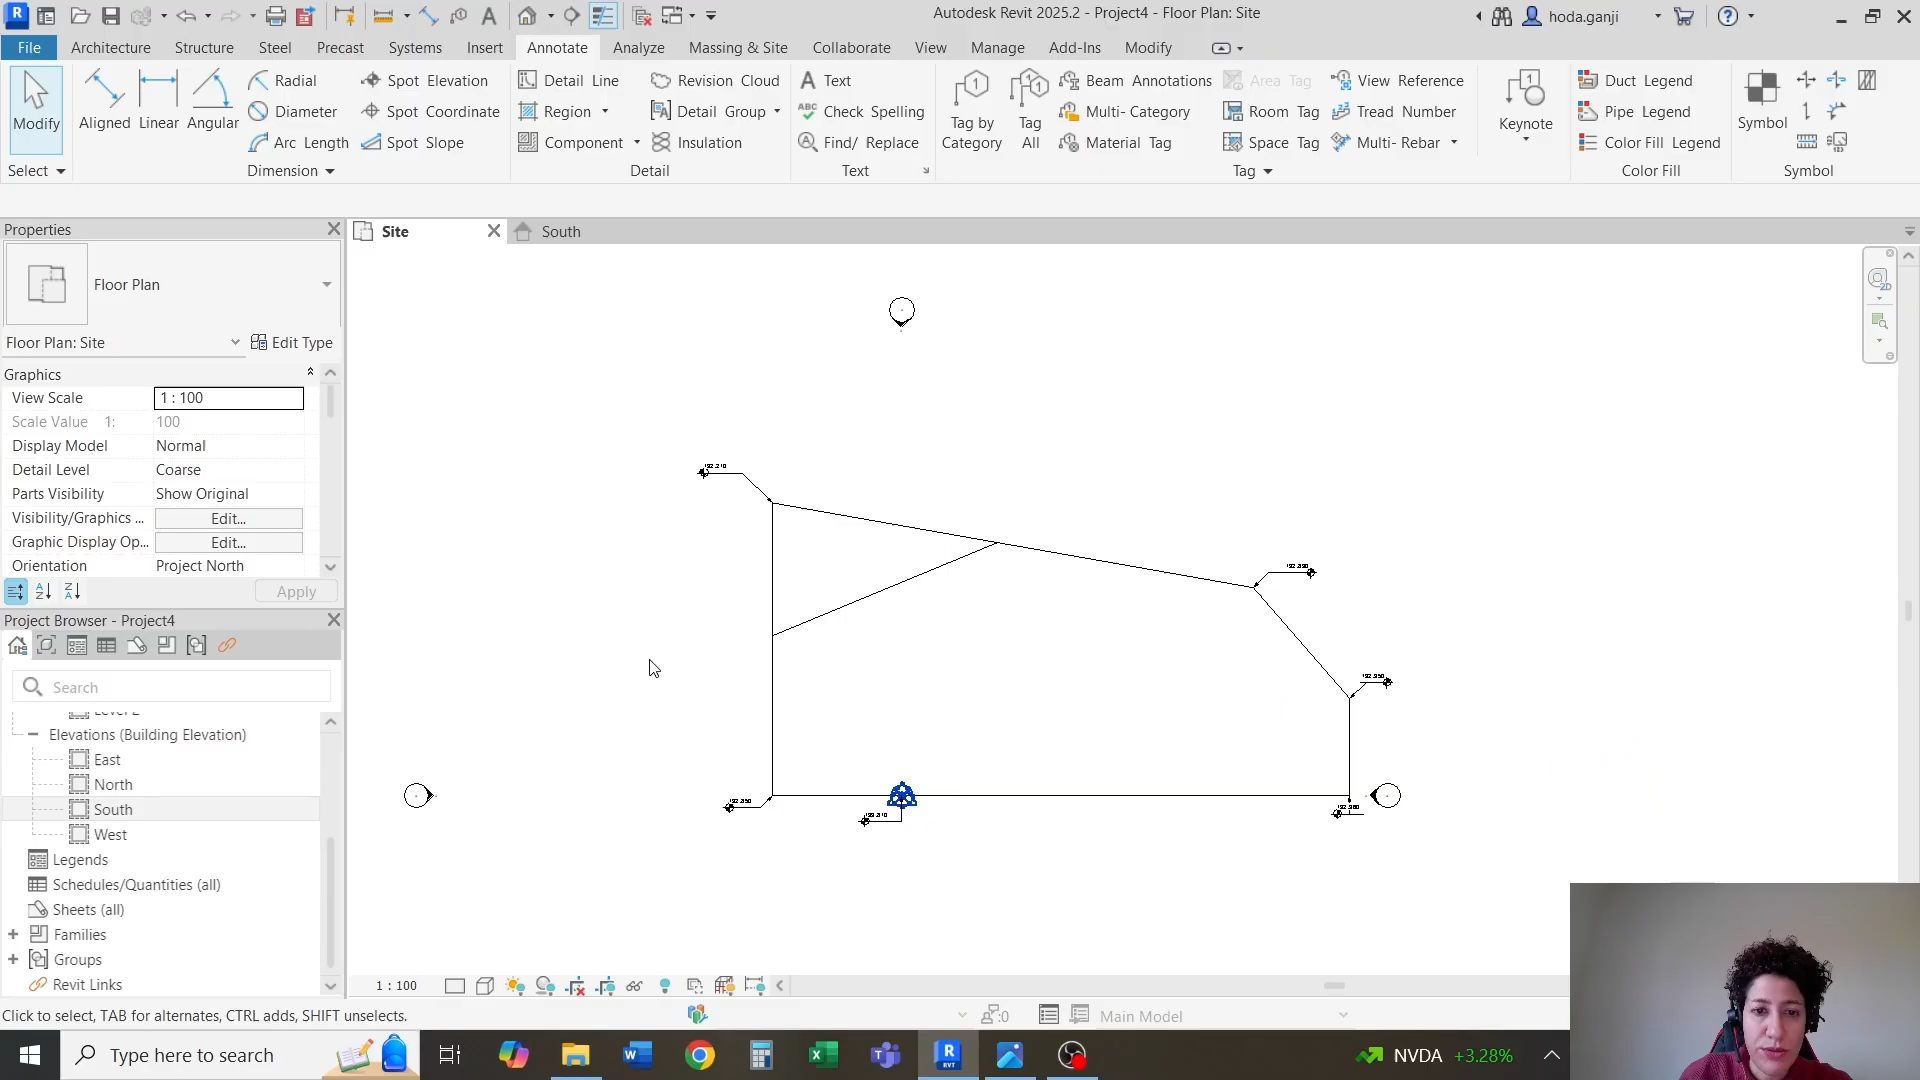 Autodesk Revit 2025.2 - Project4 - Floor Plan: Site
hoda.ganji
File
Architecture
Structure
Steel
Precast
Systems
Insert
Annotate
Analyze
Massing & Site
Collaborate
View
Manage
Add-Ins
Modify
Modify
Aligned
Linear
Angular
Radial
Diameter
Arc Length
Spot Elevation
Spot Coordinate
Spot Slope
Detail Line
Region
Component
Revision Cloud
Detail Group
Insulation
Text
Check Spelling
Find/ Replace
Tag by Category
Tag All
Beam Annotations
Multi- Category
Material Tag
Area Tag
Room Tag
Space Tag
View Reference
Tread Number
Multi- Rebar
Keynote
Duct Legend
Pipe Legend
Color Fill Legend
Symbol
Select
Dimension
Detail
Text
Tag
Color Fill
Symbol
Properties
Floor Plan
Floor Plan: Site
Edit Type
Graphics
View Scale 1 : 100
Scale Value 1: 100
Display Model Normal
Detail Level Coarse
Parts Visibility Show Original
Visibility/Graphics ... Edit...
Graphic Display Op... Edit...
Orientation Project North
Apply
Project Browser - Project4
Search
Elevations (Building Elevation)
East
North
South
West
Legends
Schedules/Quantities (all)
Sheets (all)
Families
Groups
Revit Links
Site
South
2D
1 : 100
Click to select, TAB for alternates, CTRL adds, SHIFT unselects.
:0
Main Model
Type here to search
NVDA +3.28%